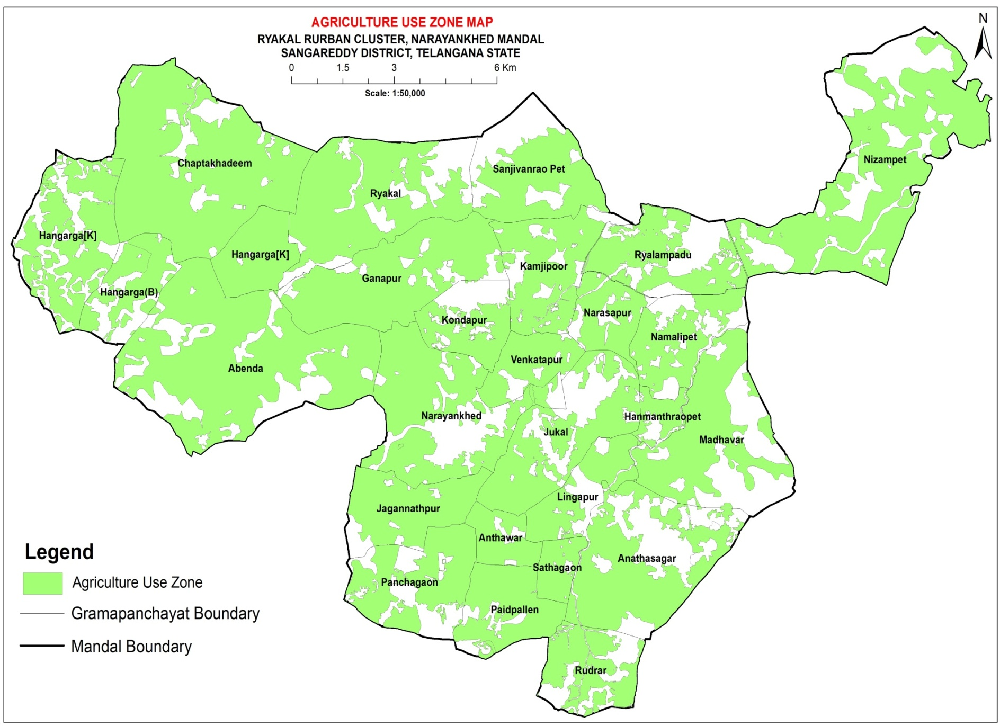 AGRICULTURE USE ZONE MAP
RYAKAL RURBAN CLUSTER, NARAYANKHED MANDAL
SANGAREDDY DISTRICT, TELANGANA STATE
0 1.5 3 6 Km
Scale: 1:50,000
N
Chaptakhadeem
Nizampet
Sanjivanrao Pet
Ryakal
Hangarga[K]
Hangarga[K]
Ryalampadu
Kamjipoor
Ganapur
Hangarga(B)
Narasapur
Kondapur
Namalipet
Venkatapur
Abenda
Narayankhed
Hanmanthraopet
Jukal
Madhavar
Lingapur
Jagannathpur
Anthawar
Anathasagar
Sathagaon
Panchagaon
Paidpallen
Rudrar
Legend
Agriculture Use Zone
Gramapanchayat Boundary
Mandal Boundary